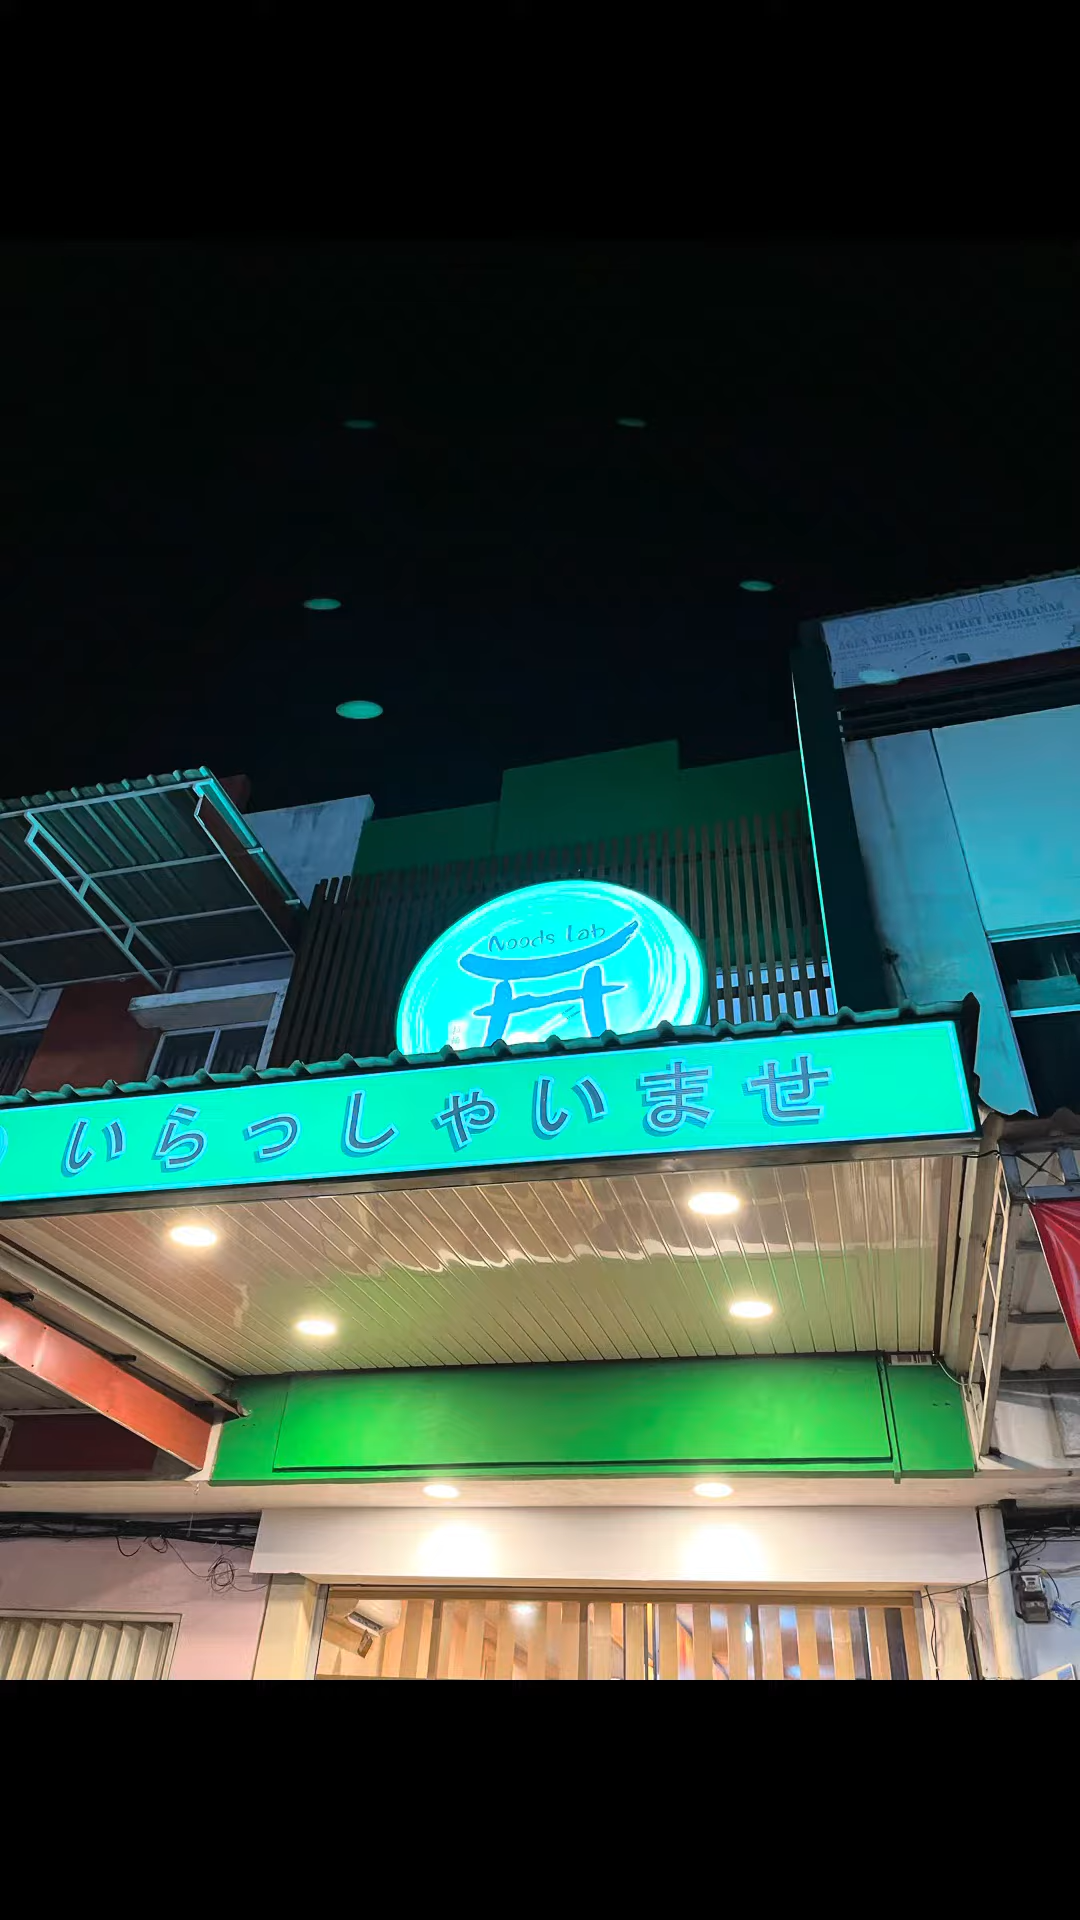 AGEN WISATA DAN TIKET PERJALANAN
Noods Lab
いらっしゃいませ